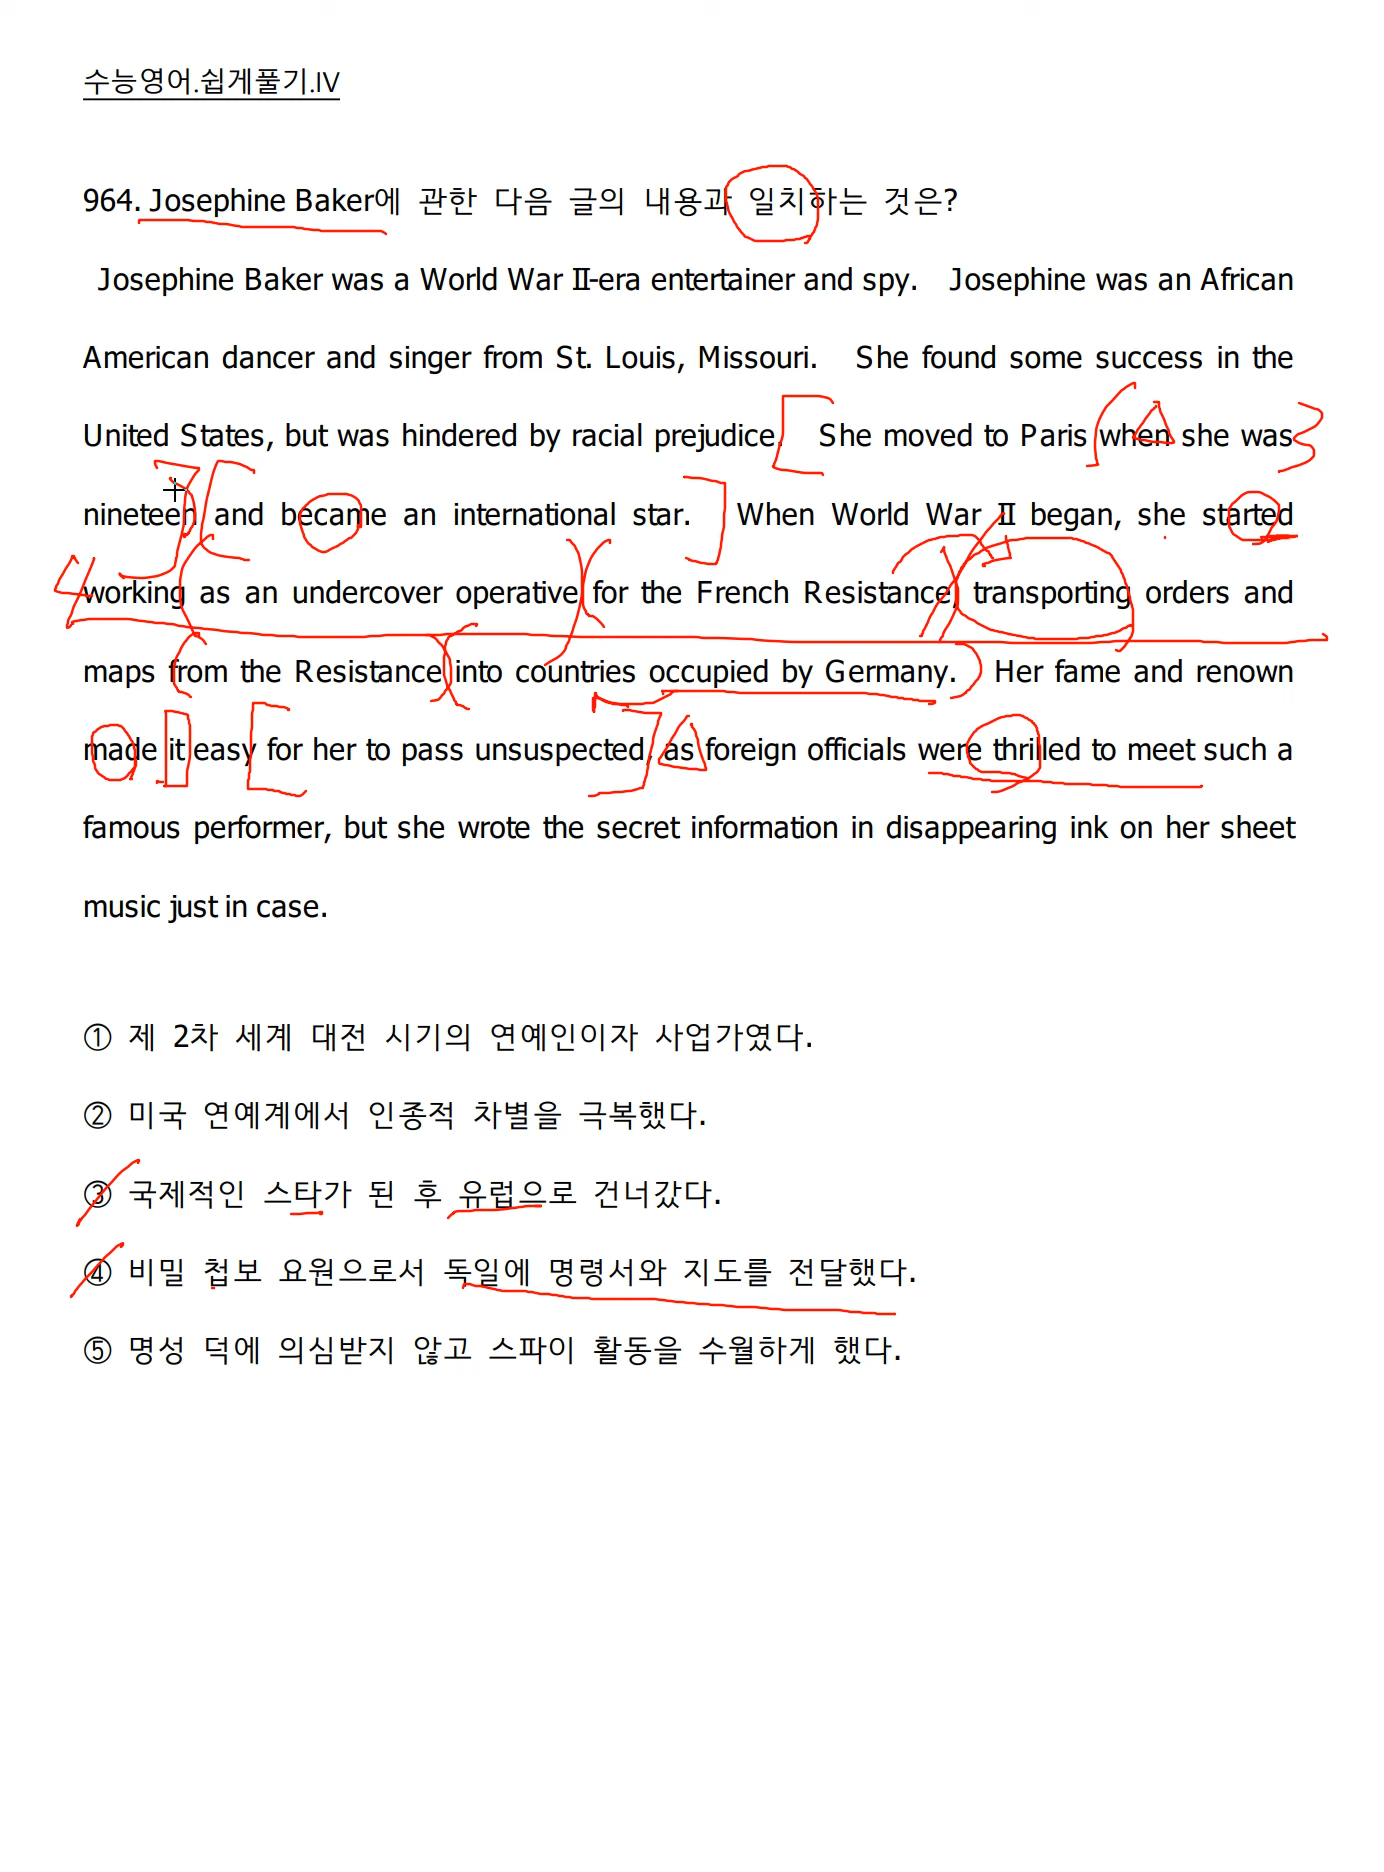 수능영어.쉽게풀기.IV
964. Josephine Baker에 관한 다음 글의 내용과 일치하는 것은?
Josephine Baker was a World War Ⅱ-era entertainer and spy. Josephine was an African
American dancer and singer from St. Louis, Missouri. She found some success in the
United States, but was hindered by racial prejudice. She moved to Paris when she was
nineteen and became an international star. When World War Ⅱ began, she started
working as an undercover operative for the French Resistance, transporting orders and
maps from the Resistance into countries occupied by Germany. Her fame and renown
made it easy for her to pass unsuspected, as foreign officials were thrilled to meet such a
famous performer, but she wrote the secret information in disappearing ink on her sheet
music just in case.
① 제 2차 세계 대전 시기의 연예인이자 사업가였다.
② 미국 연예계에서 인종적 차별을 극복했다.
③ 국제적인 스타가 된 후 유럽으로 건너갔다.
④ 비밀 첩보 요원으로서 독일에 명령서와 지도를 전달했다.
⑤ 명성 덕에 의심받지 않고 스파이 활동을 수월하게 했다.